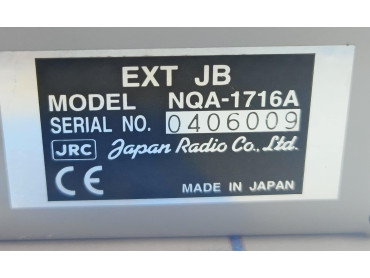 EXT JB
MODEL NQA-1716A
SERIAL NO. 0406009
JRC Japan Radio Co., Ltd.
CE MADE IN JAPAN